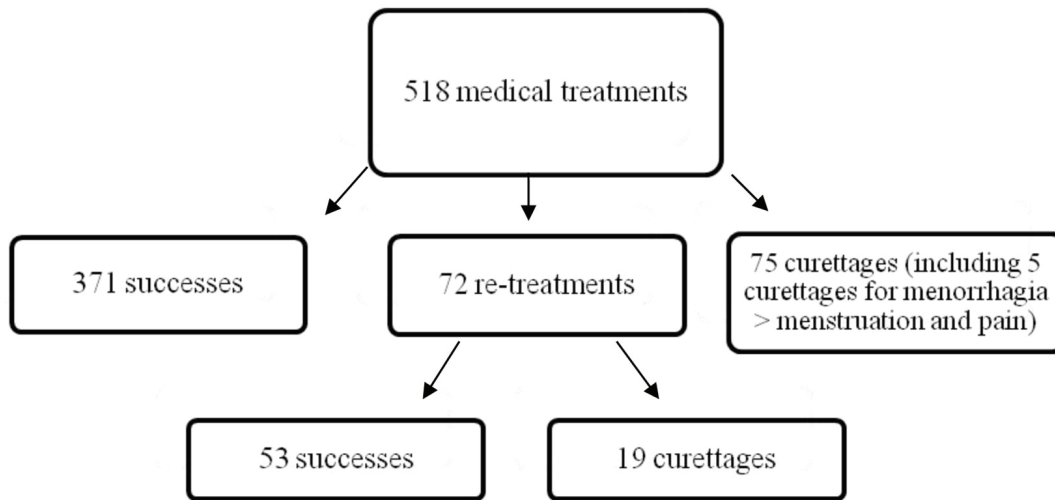 518 medical treatments
371 successes
72 re-treatments
75 curettages (including 5
curettages for menorrhagia
> menstruation and pain)
53 successes
19 curettages